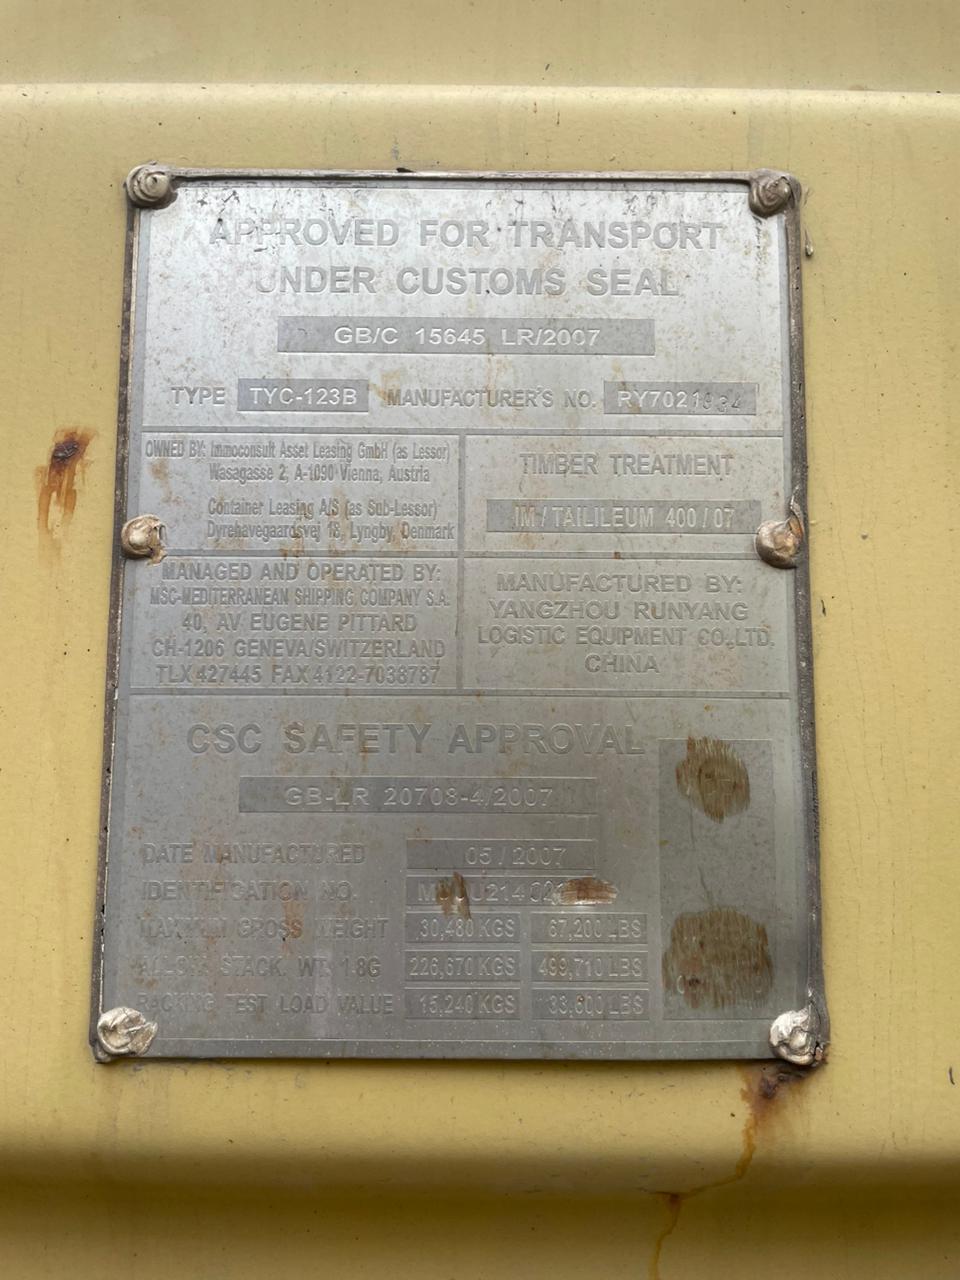 APPROVED FOR TRANSPORT
UNDER CUSTOMS SEAL
GB/C 15645 LR/2007
TYPE TYC-123B MANUFACTURER'S NO. RY7021934
OWNED BY: Immoconsult Asset Leasing GmbH (as Lessor)
Wasagasse 2, A-1090 Vienna, Austria
Container Leasing A/S (as Sub-Lessor)
Dyrehavegaardsvej 18, Lyngby, Denmark
TIMBER TREATMENT
IM / TAILILEUM 400 / 07
MANAGED AND OPERATED BY:
MSC-MEDITERRANEAN SHIPPING COMPANY S.A.
40, AV EUGENE PITTARD
CH-1206 GENEVA/SWITZERLAND
TLX 427445 FAX 4122-7038787
MANUFACTURED BY:
YANGZHOU RUNYANG
LOGISTIC EQUIPMENT CO.,LTD.
CHINA
CSC SAFETY APPROVAL
GB-LR 20708-4/2007
DATE MANUFACTURED 05 / 2007
IDENTIFICATION NO.
MAXIMUM GROSS WEIGHT 30,480 KGS 67,200 LBS
ALLOW. STACK. WT. 1.8G 226,670 KGS 499,710 LBS
RACKING TEST LOAD VALUE 15,240 KGS 33,600 LBS